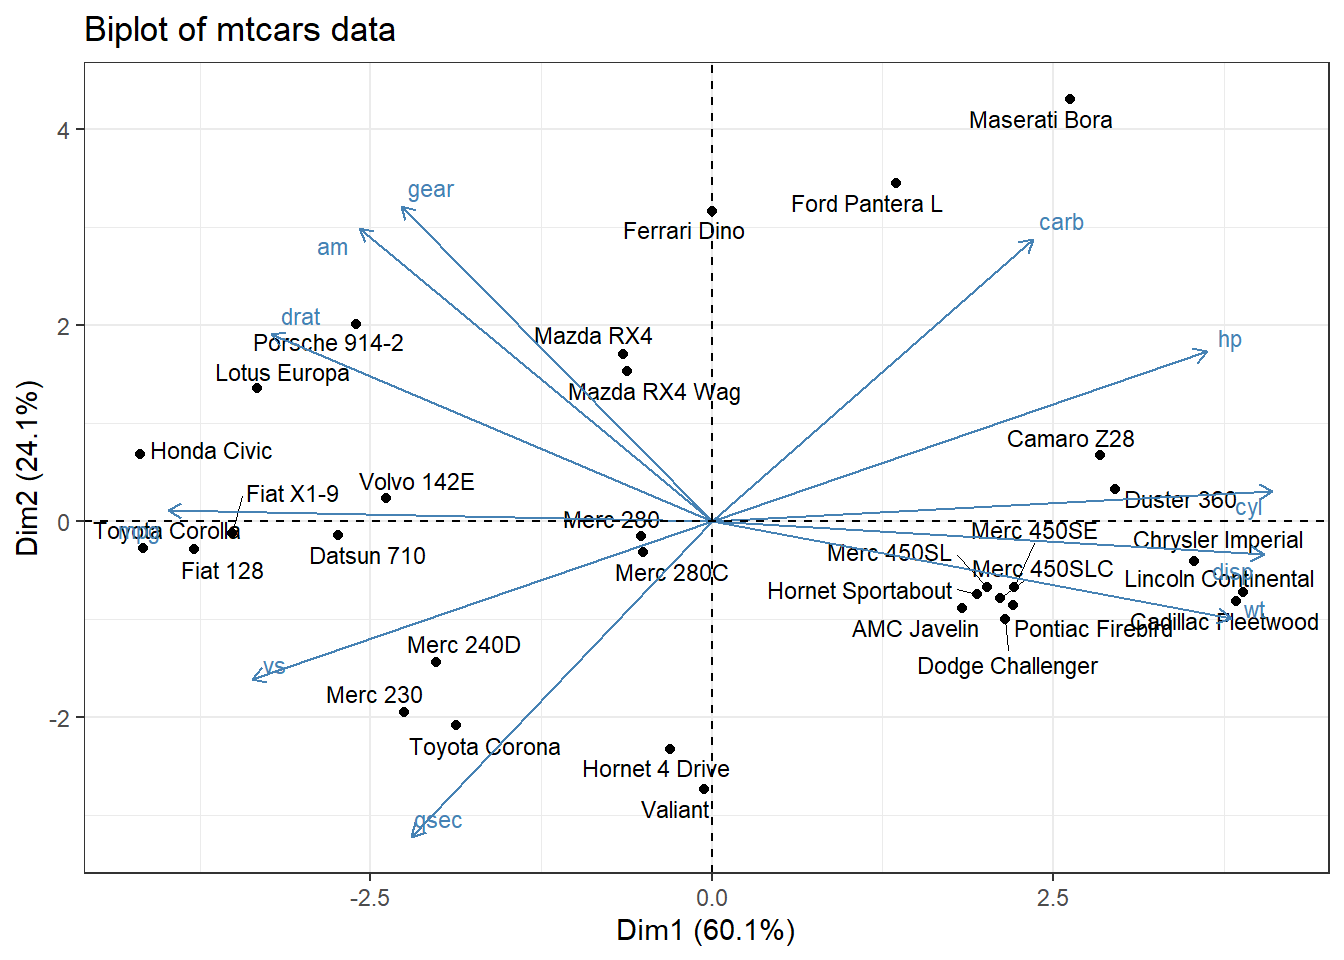 Biplot of mtcars data
Maserati Bora
4
gear
Ford Pantera L
carb
Ferrari Dino
am
drat
2
Mazda RX4
hp
Porsche 914-2
Lotus Europa
Mazda RX4 Wag
Camaro Z28
Honda Civic
Volvo 142E
Fiat X1-9
Duster 360
cyl
0
Merc 280
mpg
Toyota Corolla
Merc 450SE
Chrysler Imperial
Datsun 710
Merc 450SL
Fiat 128
Merc 280C
Merc 450SLC
disp
Lincoln Continental
Hornet Sportabout
wt
Cadillac Fleetwood
AMC Javelin
Pontiac Firebird
Merc 240D
vs
Dodge Challenger
Merc 230
-2
Toyota Corona
Hornet 4 Drive
Valiant
qsec
-2.5
0.0
2.5
Dim1 (60.1%)
Dim2 (24.1%)